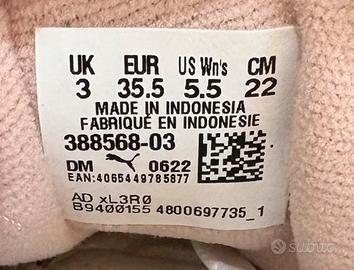 UK EUR US Wn's CM
3 35.5 5.5 22
MADE IN INDONESIA
FABRIQUÉ EN INDONESIE
388568-03
DM 0622
EAN:4065449785877
AD xL3R0
B9400155 4800697735_1
subito